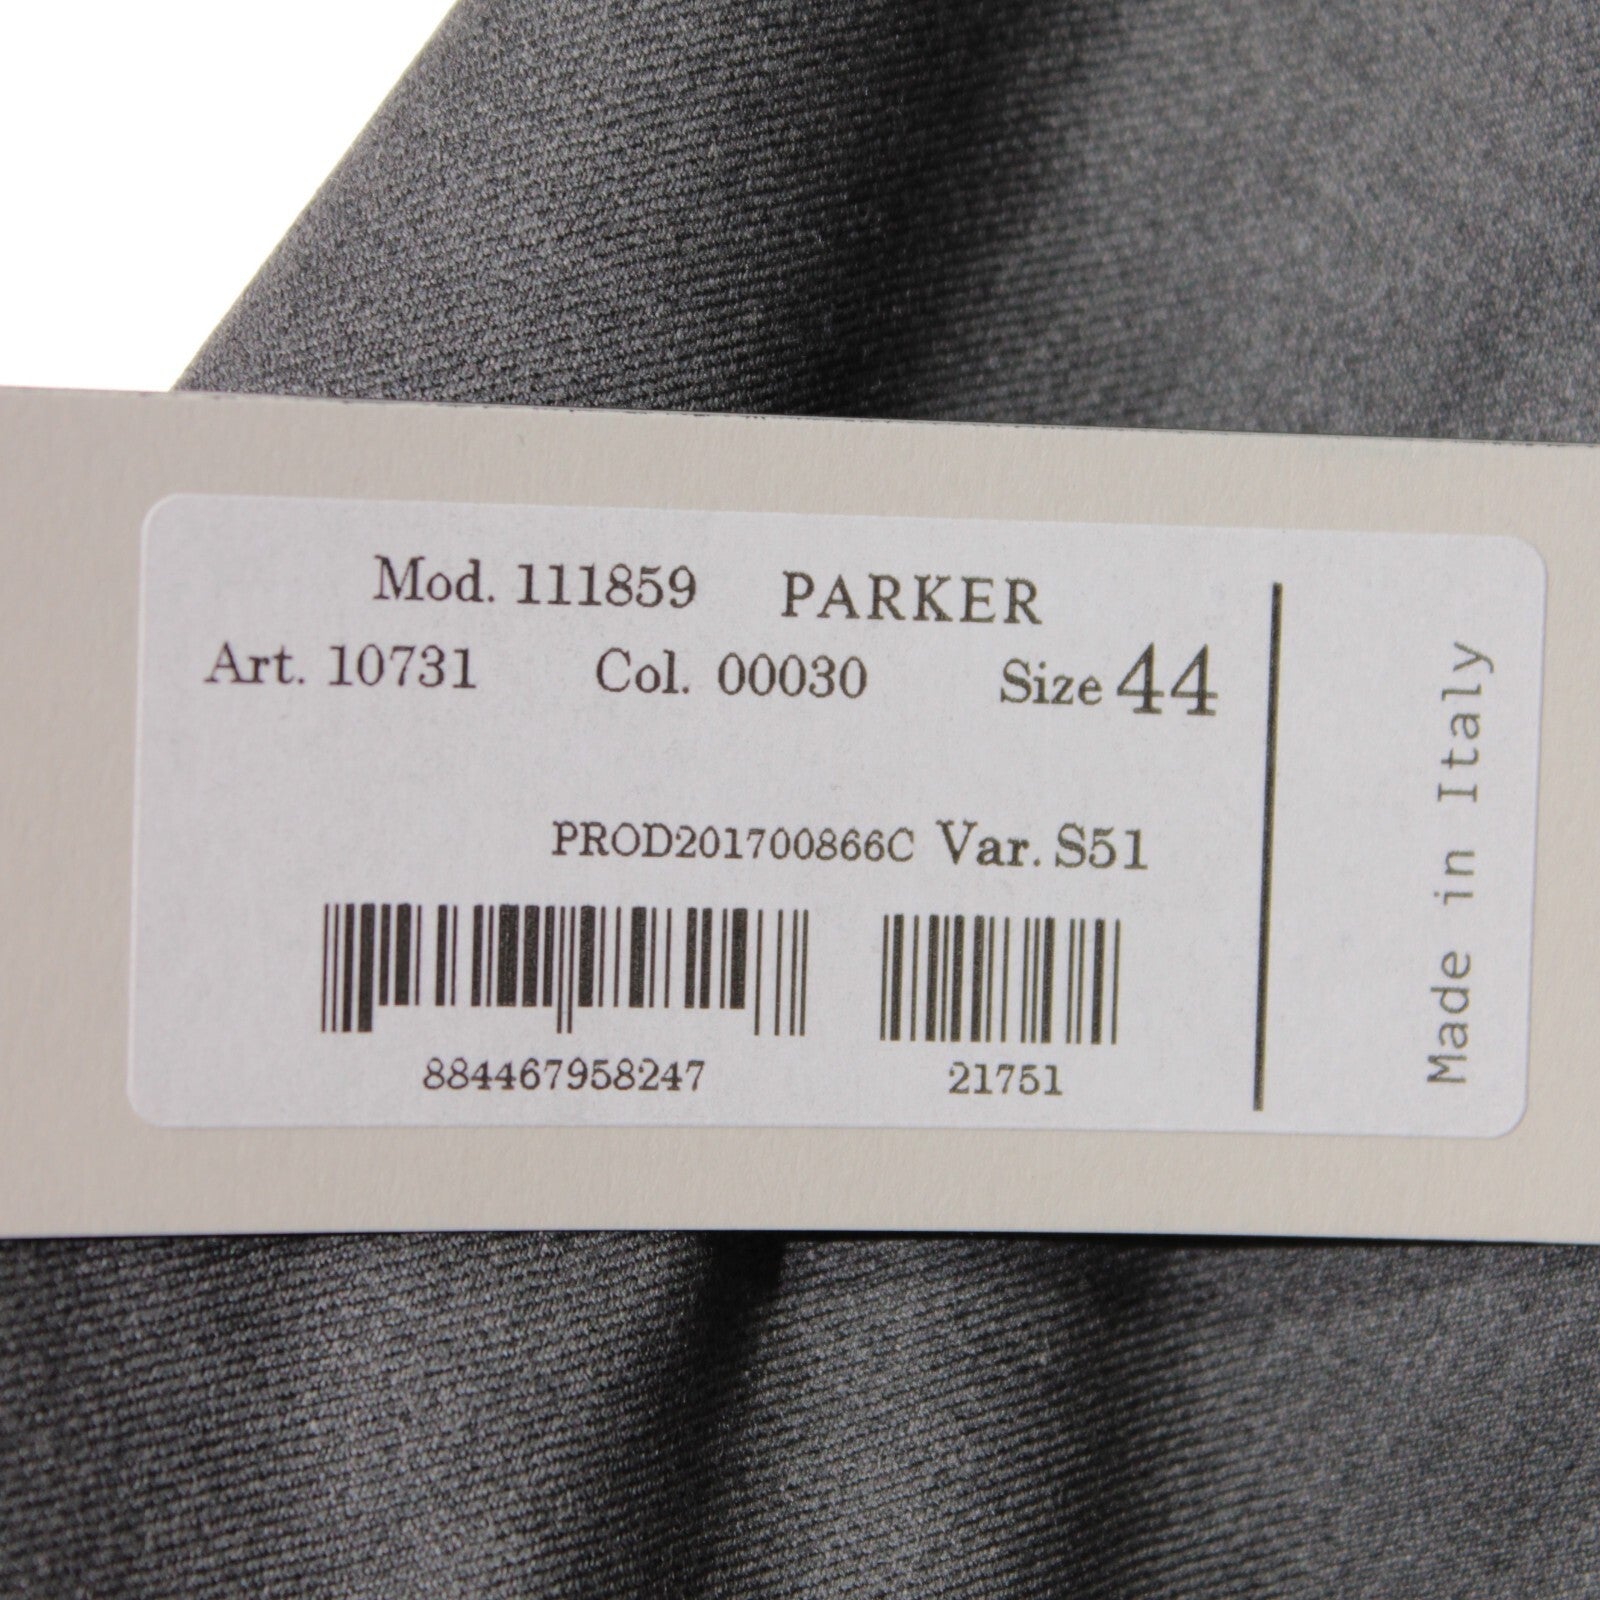 Mod. 111859 PARKER
Art. 10731 Col. 00030 Size 44
PROD201700866C Var. S51
884467958247 21751
Made in Italy